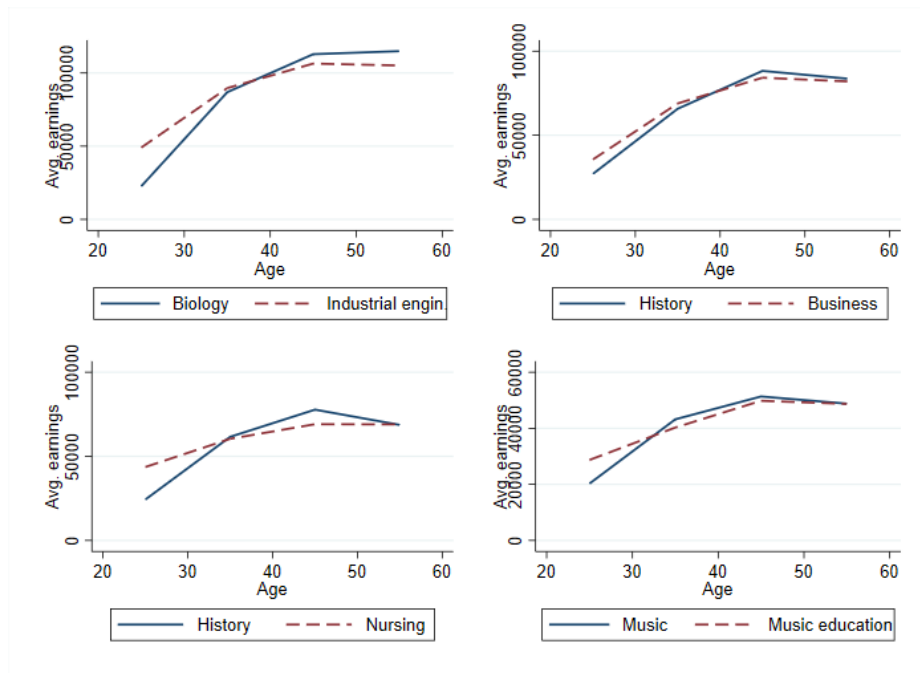 Avg. earnings
0 50000 100000
20 30 40 50 60
Age
Biology Industrial engin.
Avg. earnings
0 50000 100000
20 30 40 50 60
Age
History Business
Avg. earnings
0 50000 100000
20 30 40 50 60
Age
History Nursing
Avg. earnings
0 20000 40000 60000
20 30 40 50 60
Age
Music Music education